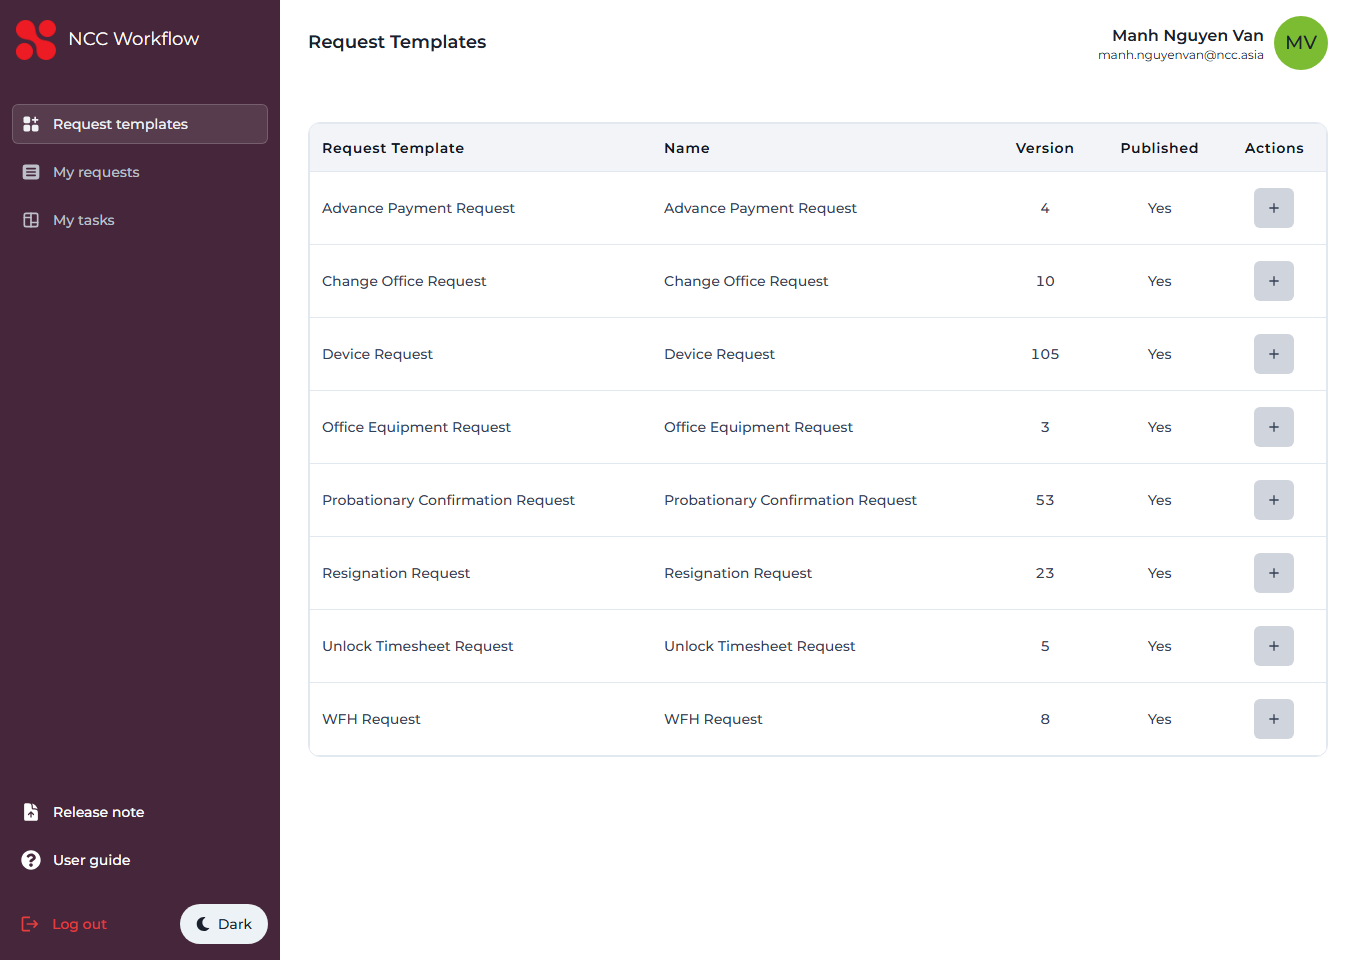 NCC Workflow
Request templates
My requests
My tasks
Release note
User guide
Log out
Dark
Request Templates
Manh Nguyen Van
manh.nguyenvan@ncc.asia
MV
Request Template Name Version Published Actions
Advance Payment Request Advance Payment Request 4 Yes +
Change Office Request Change Office Request 10 Yes +
Device Request Device Request 105 Yes +
Office Equipment Request Office Equipment Request 3 Yes +
Probationary Confirmation Request Probationary Confirmation Request 53 Yes +
Resignation Request Resignation Request 23 Yes +
Unlock Timesheet Request Unlock Timesheet Request 5 Yes +
WFH Request WFH Request 8 Yes +